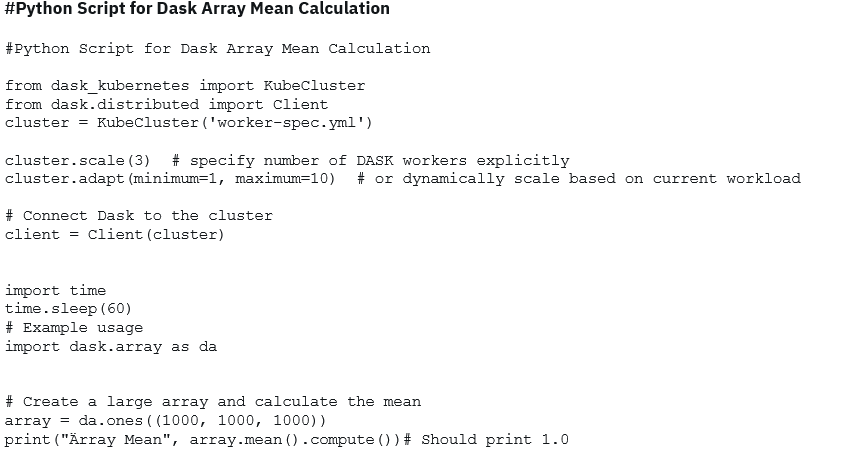 #Python Script for Dask Array Mean Calculation
#Python Script for Dask Array Mean Calculation
from dask_kubernetes import KubeCluster
from dask.distributed import Client
cluster = KubeCluster('worker-spec.yml')
cluster.scale(3)  # specify number of DASK workers explicitly
cluster.adapt(minimum=1, maximum=10)  # or dynamically scale based on current workload
# Connect Dask to the cluster
client = Client(cluster)
import time
time.sleep(60)
# Example usage
import dask.array as da
# Create a large array and calculate the mean
array = da.ones((1000, 1000, 1000))
print("Ärray Mean", array.mean().compute())# Should print 1.0